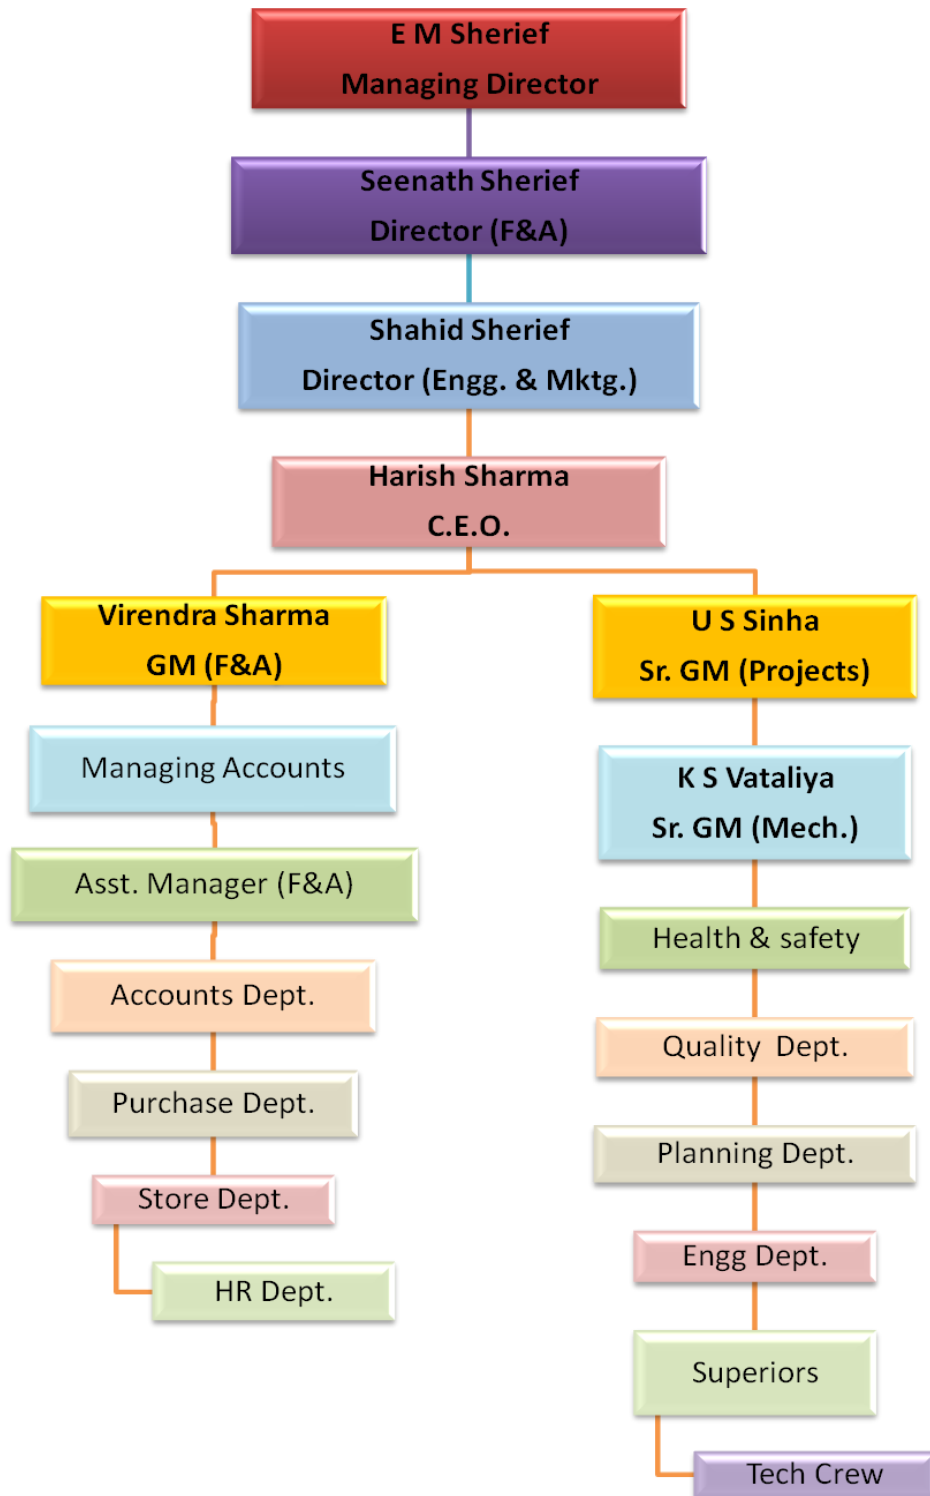 E M Sherief
Managing Director
Seenath Sherief
Director (F&A)
Shahid Sherief
Director (Engg. & Mktg.)
Harish Sharma
C.E.O.
Virendra Sharma
GM (F&A)
Managing Accounts
Asst. Manager (F&A)
Accounts Dept.
Purchase Dept.
Store Dept.
HR Dept.
U S Sinha
Sr. GM (Projects)
K S Vataliya
Sr. GM (Mech.)
Health & safety
Quality Dept.
Planning Dept.
Engg Dept.
Superiors
Tech Crew